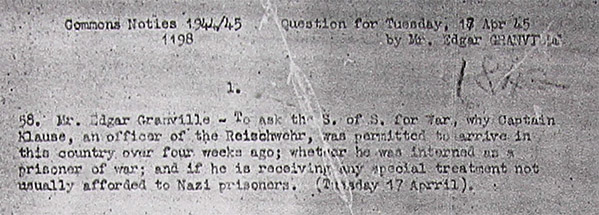 Commons Noties 1944/45 Question for Tuesday, 17 Apr 45
1198 by Mr. Edgar GRANVILLE
1.
58. Mr. Edgar Granville - To ask the S. of S. for War, why Captain
Klause, an officer of the Reischwehr, was permitted to arrive in
this country over four weeks ago; whether he was interned as a
prisoner of war; and if he is receiving any special treatment not
usually afforded to Nazi prisoners. (Tuesday 17 Aprril).